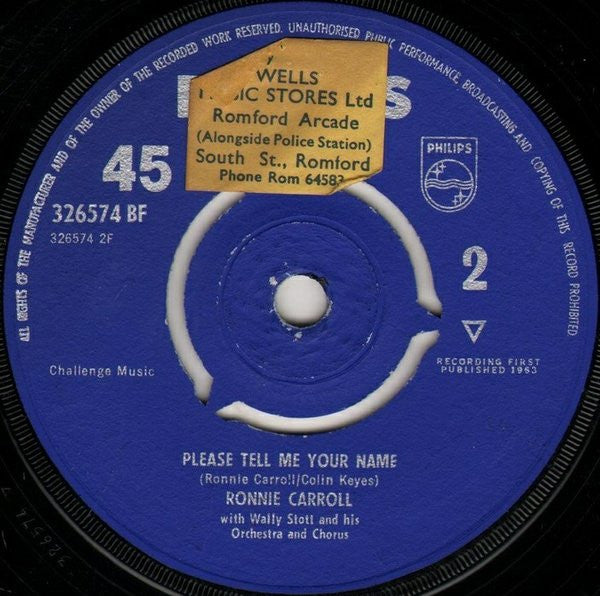 ALL RIGHTS OF THE MANUFACTURER AND OF THE OWNER OF THE RECORDED WORK RESERVED. UNAUTHORISED PUBLIC PERFORMANCE, BROADCASTING AND COPYING OF THIS RECORD PROHIBITED
WELLS
STORES Ltd
Romford Arcade
(Alongside Police Station)
South St., Romford
Phone Rom 64583
45
326574 BF
326574 2F
PHILIPS
2
RECORDING FIRST
PUBLISHED 1963
Challenge Music
PLEASE TELL ME YOUR NAME
(Ronnie Carroll/Colin Keyes)
RONNIE CARROLL
with Wally Stott and his
Orchestra and Chorus